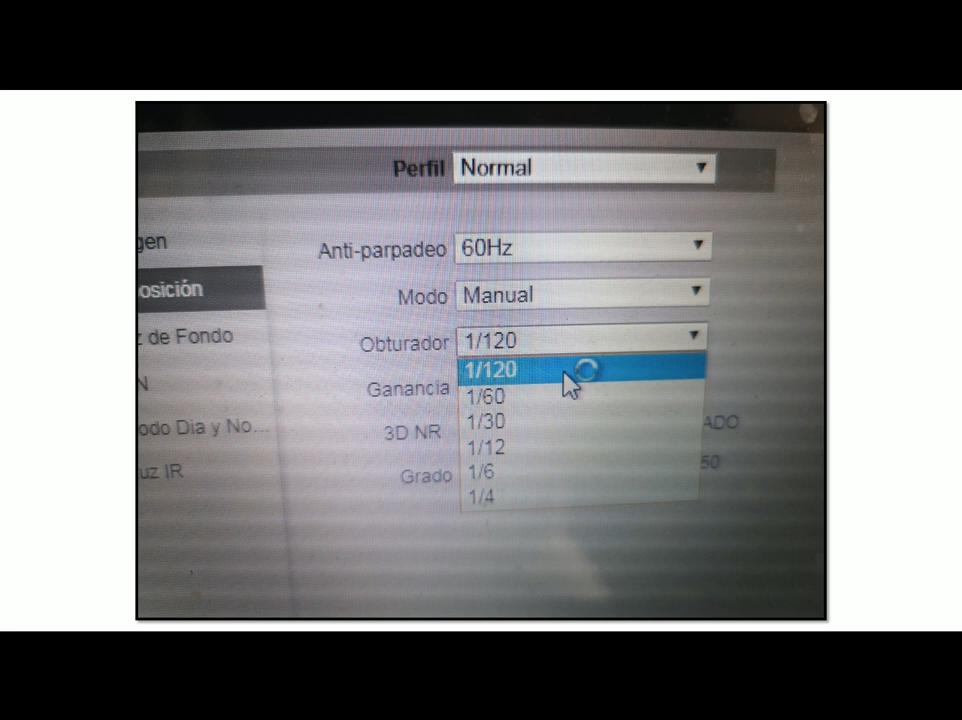 Perfil Normal
gen
Anti-parpadeo 60Hz
osición
Modo Manual
de Fondo
Obturador 1/120
1/120
N
Ganancia
1/60
1/30
odo Dia y No...
3D NR
ADO
1/12
uz IR
Grado
1/6
50
1/4